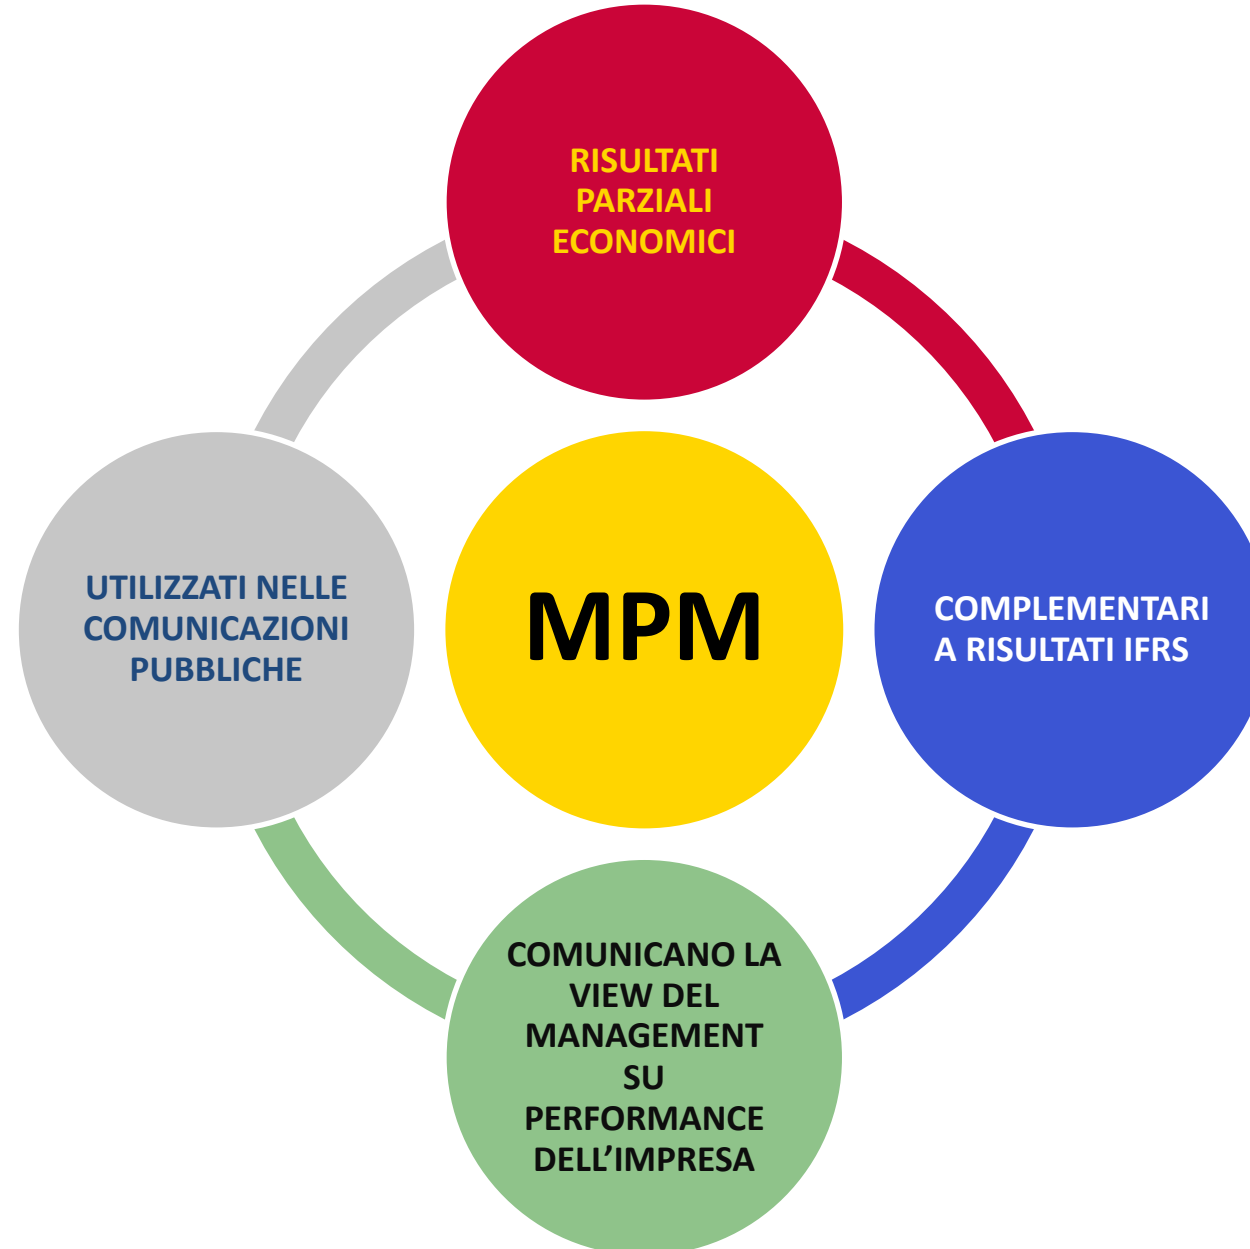 RISULTATI
PARZIALI
ECONOMICI
UTILIZZATI NELLE
COMUNICAZIONI
PUBBLICHE
MPM
COMPLEMENTARI
A RISULTATI IFRS
COMUNICANO LA
VIEW DEL
MANAGEMENT
SU
PERFORMANCE
DELL’IMPRESA